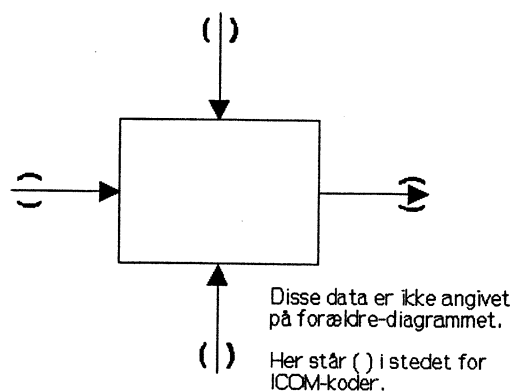 ( )
( )
( )
( )
Disse data er ikke angivet
på forældre-diagrammet.
Her står ( ) i stedet for
ICOM-koder.